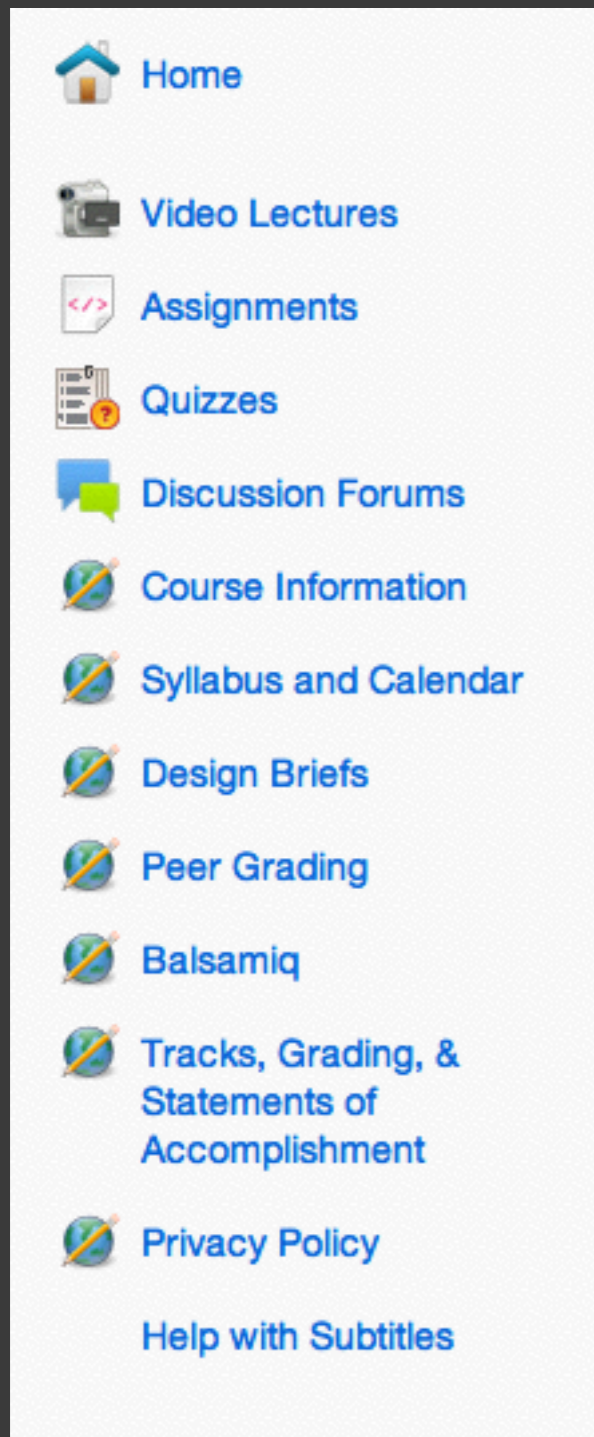 Home
Video Lectures
</>
Assignments
?
Quizzes
Discussion Forums
Course Information
Syllabus and Calendar
Design Briefs
Peer Grading
Balsamiq
Tracks, Grading, &
Statements of
Accomplishment
Privacy Policy
Help with Subtitles